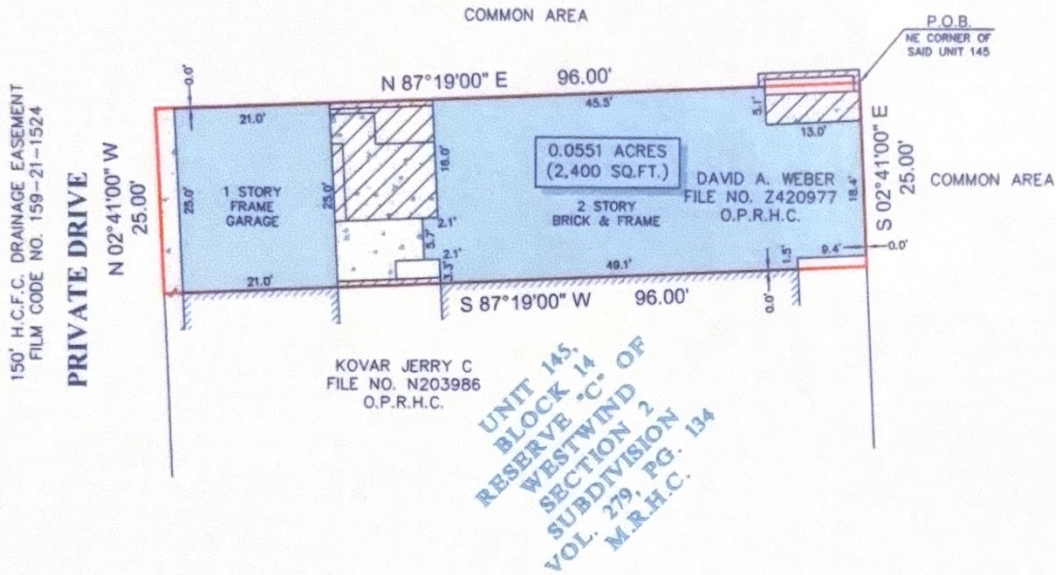 COMMON AREA
P.O.B.
NE CORNER OF
SAID UNIT 145
N 87°19'00" E 96.00'
0.0'
21.0'
45.5'
5.1'
13.0'
150' H.C.F.C. DRAINAGE EASEMENT
FILM CODE NO. 159-21-1524
PRIVATE DRIVE
N 02°41'00" W
25.00'
25.0'
1 STORY
FRAME
GARAGE
25.0'
16.0'
0.0551 ACRES
(2,400 SQ.FT.)
DAVID A. WEBER
FILE NO. Z420977
O.P.R.H.C.
2 STORY
BRICK & FRAME
18.4'
S 02°41'00" E
25.00'
COMMON AREA
2.1'
5.7'
2.1'
3.3'
21.0'
49.1'
1.5'
9.4'
0.0'
0.0'
S 87°19'00" W 96.00'
KOVAR JERRY C
FILE NO. N203986
O.P.R.H.C.
UNIT 145,
BLOCK 14
RESERVE "C" OF
WESTWIND
SECTION 2
SUBDIVISION
VOL. 279, PG. 134
M.R.H.C.